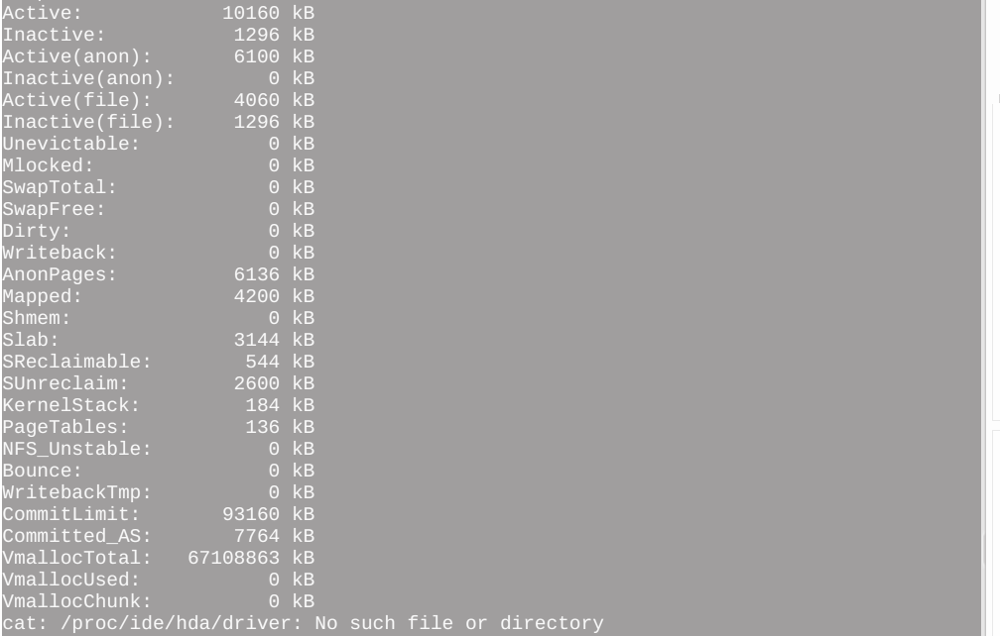 Active:            10160 kB
Inactive:           1296 kB
Active(anon):       6100 kB
Inactive(anon):        0 kB
Active(file):       4060 kB
Inactive(file):     1296 kB
Unevictable:           0 kB
Mlocked:               0 kB
SwapTotal:             0 kB
SwapFree:              0 kB
Dirty:                 0 kB
Writeback:             0 kB
AnonPages:          6136 kB
Mapped:             4200 kB
Shmem:                 0 kB
Slab:               3144 kB
SReclaimable:        544 kB
SUnreclaim:         2600 kB
KernelStack:         184 kB
PageTables:          136 kB
NFS_Unstable:          0 kB
Bounce:                0 kB
WritebackTmp:          0 kB
CommitLimit:       93160 kB
Committed_AS:       7764 kB
VmallocTotal:   67108863 kB
VmallocUsed:           0 kB
VmallocChunk:          0 kB
cat: /proc/ide/hda/driver: No such file or directory